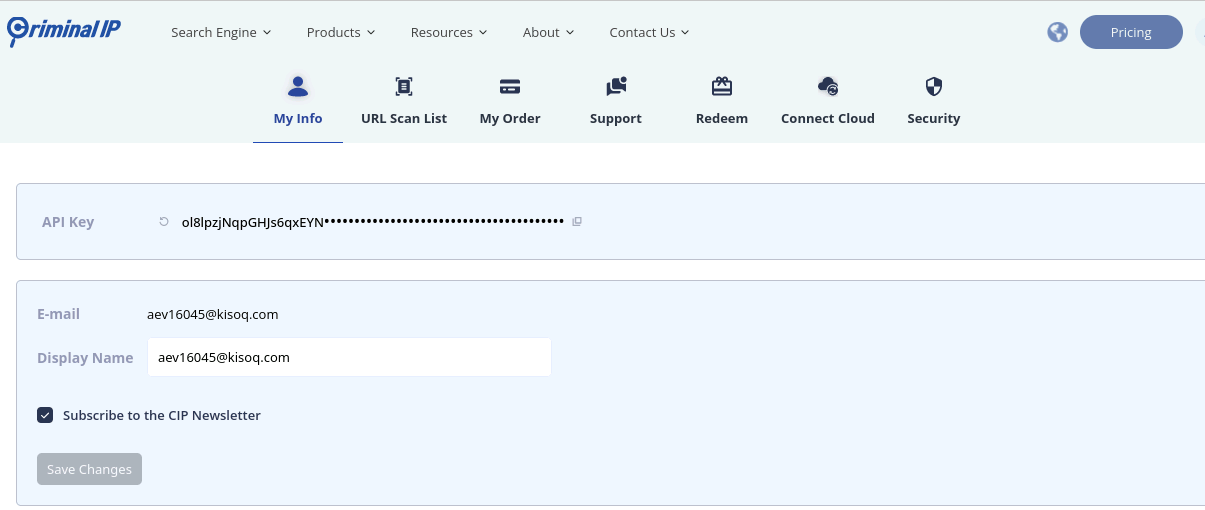 Criminal IP
Search Engine Products Resources About Contact Us Pricing
My Info URL Scan List My Order Support Redeem Connect Cloud Security
API Key ol8lpzjNqpGHJs6qxEYN••••••••••••••••••••••••••••••••••••••••
E-mail aev16045@kisoq.com
Display Name aev16045@kisoq.com
Subscribe to the CIP Newsletter
Save Changes